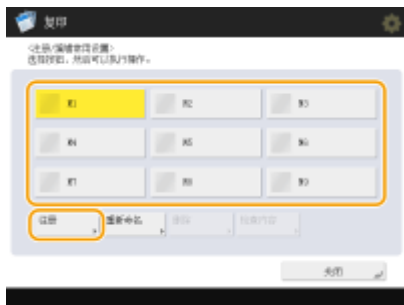 复印
<注册/编辑常用设置>
选择按钮，然后可以执行操作。
M1
M2
M3
M4
M5
M6
M7
M8
M9
注册
重新命名
删除
检查内容
关闭